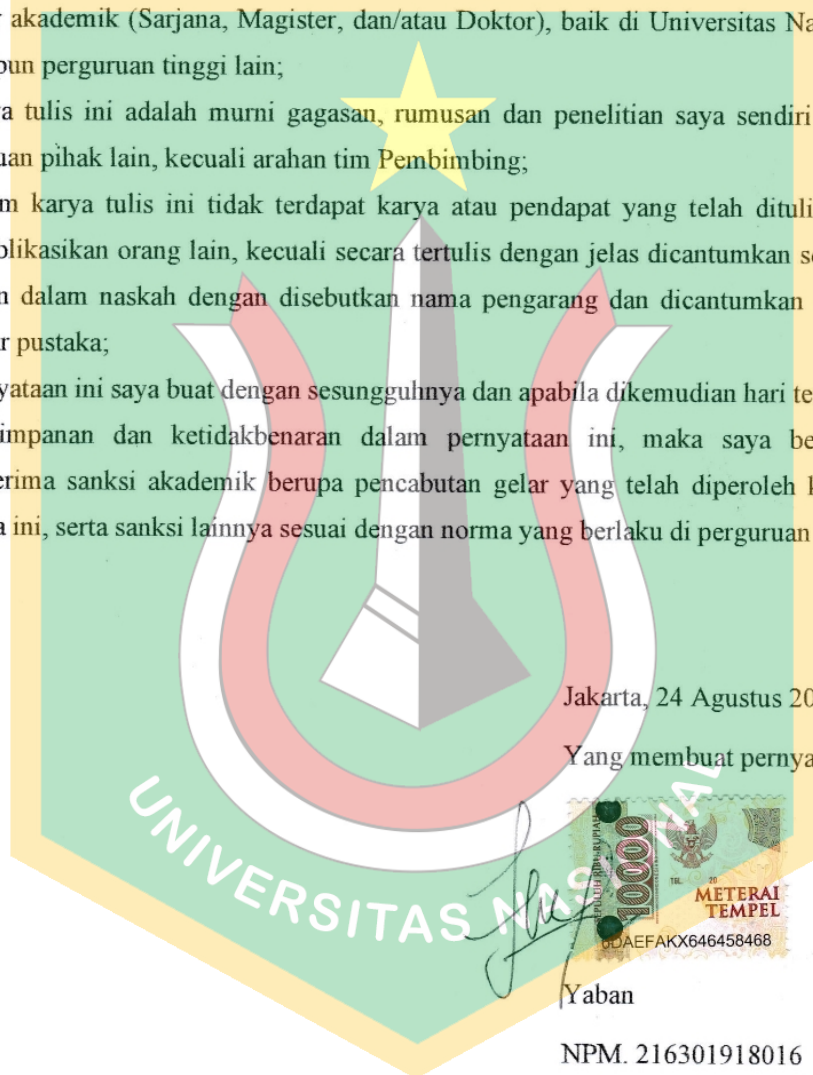 akademik (Sarjana, Magister, dan/atau Doktor), baik di Universitas Na
pun perguruan tinggi lain;
a tulis ini adalah murni gagasan, rumusan dan penelitian saya sendiri
uan pihak lain, kecuali arahan tim Pembimbing;
m karya tulis ini tidak terdapat karya atau pendapat yang telah dituli
plikasikan orang lain, kecuali secara tertulis dengan jelas dicantumkan se
n dalam naskah dengan disebutkan nama pengarang dan dicantumkan
r pustaka;
yataan ini saya buat dengan sesungguhnya dan apabila dikemudian hari te
impanan dan ketidakbenaran dalam pernyataan ini, maka saya be
erima sanksi akademik berupa pencabutan gelar yang telah diperoleh k
a ini, serta sanksi lainnya sesuai dengan norma yang berlaku di perguruan
Jakarta, 24 Agustus 20
Yang membuat pernya
UNIVERSITAS NASIONAL
10000
TGL. 20
METERAI
TEMPEL
DAEFAKX646458468
Yaban
NPM. 216301918016